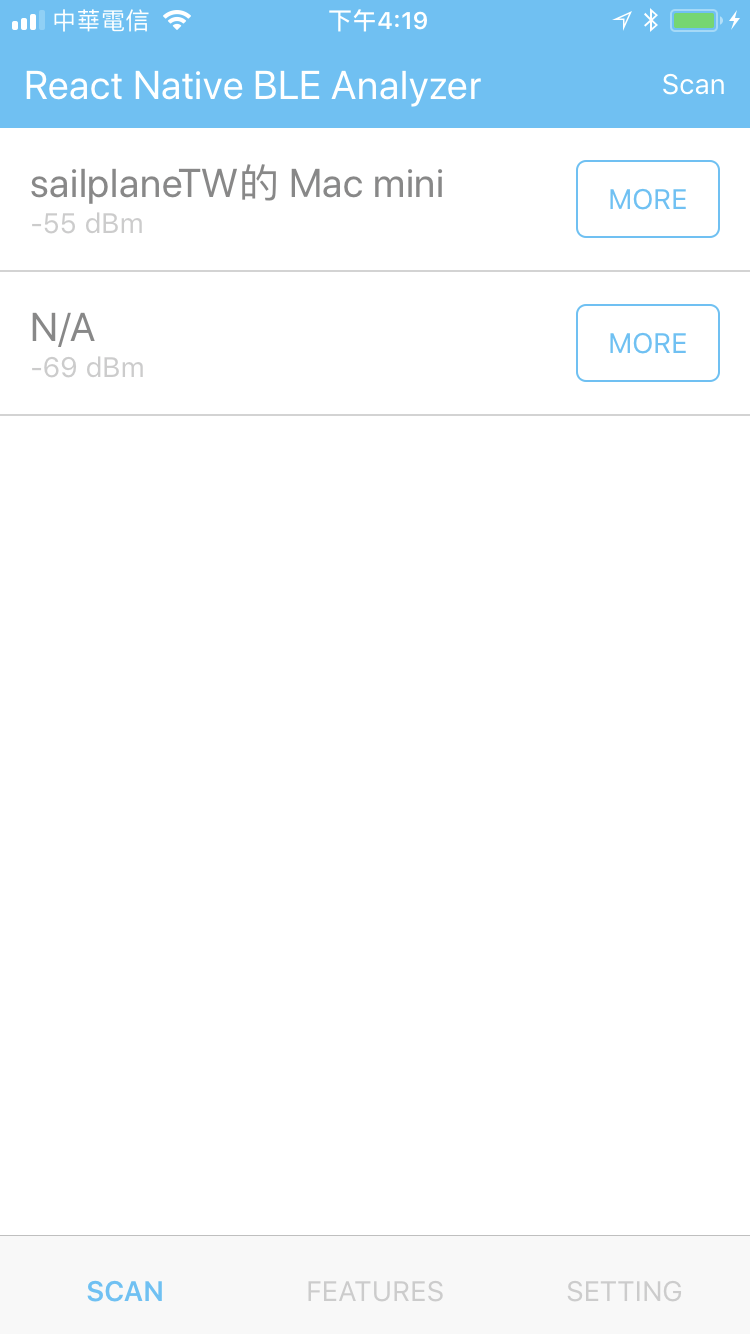 中華電信 下午4:19
React Native BLE Analyzer Scan
sailplaneTW的 Mac mini
-55 dBm
MORE
N/A
-69 dBm
MORE
SCAN FEATURES SETTING